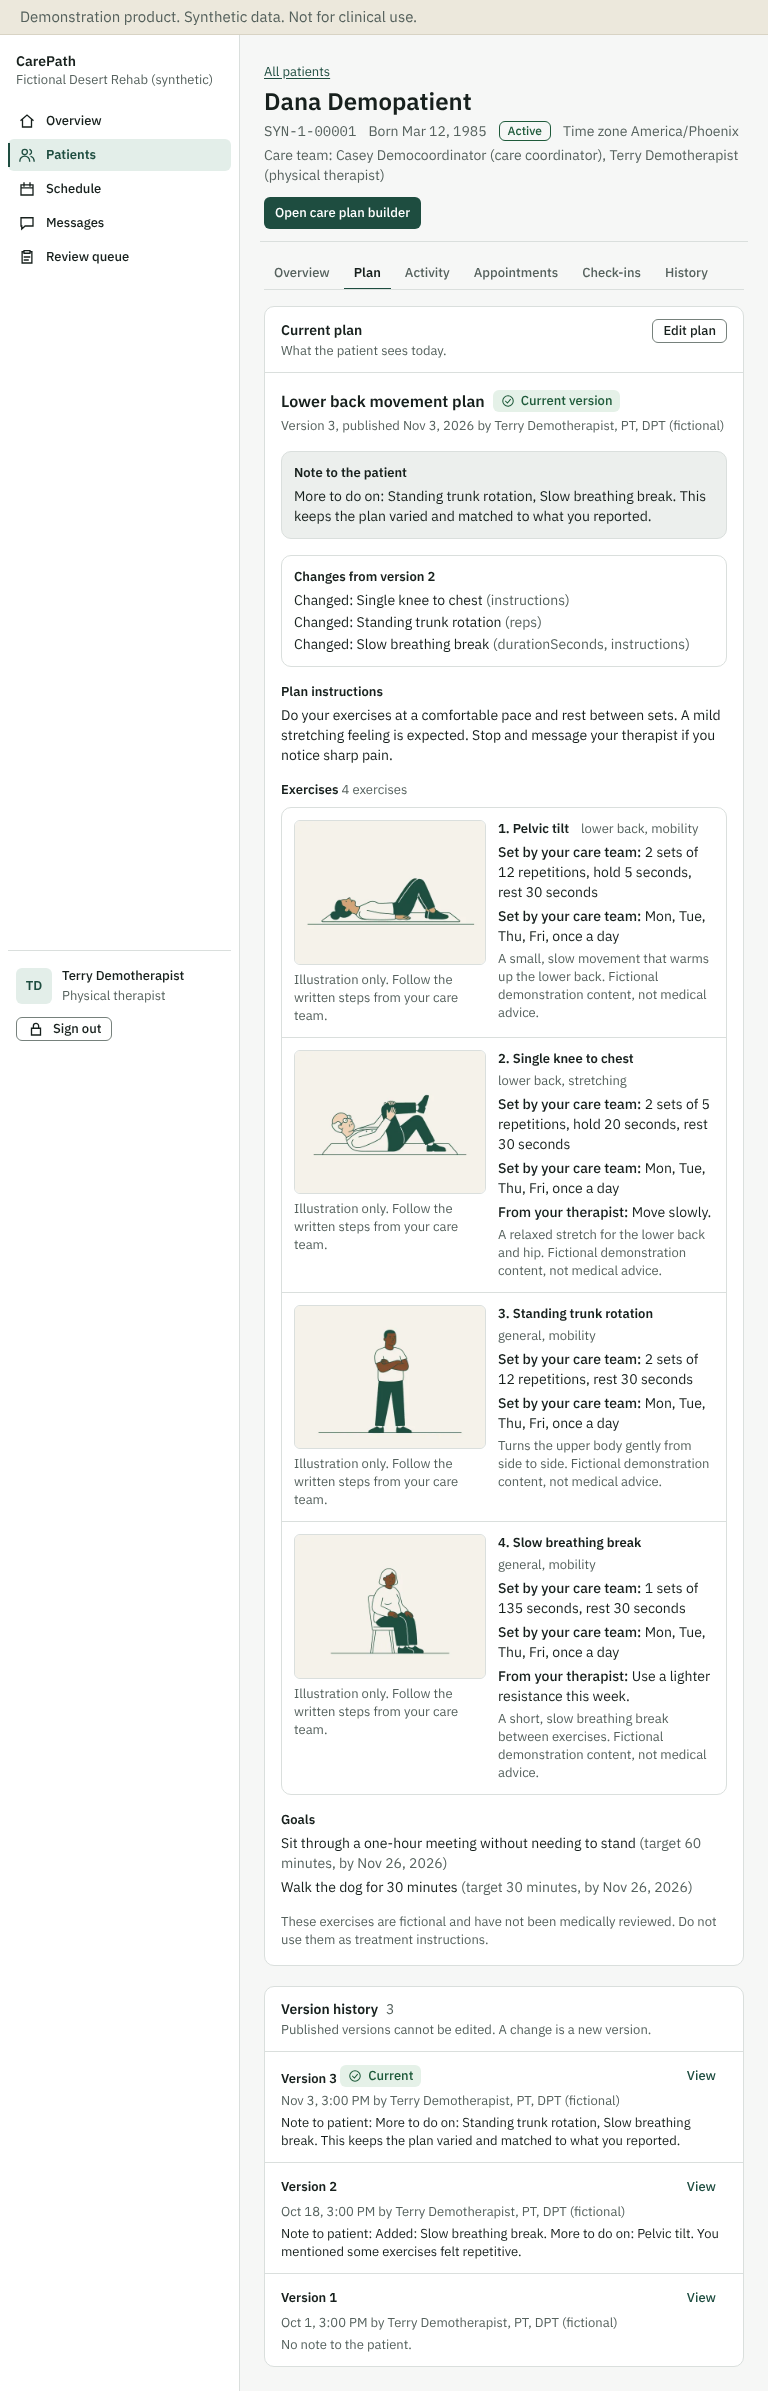 Demonstration product. Synthetic data. Not for clinical use.
CarePath
Fictional Desert Rehab (synthetic)
Overview
Patients
Schedule
Messages
Review queue
TD
Terry Demotherapist
Physical therapist
Sign out
All patients
Dana Demopatient
SYN-1-00001 Born Mar 12, 1985 Active Time zone America/Phoenix
Care team: Casey Democoordinator (care coordinator), Terry Demotherapist
(physical therapist)
Open care plan builder
Overview Plan Activity Appointments Check-ins History
Current plan
Edit plan
What the patient sees today.
Lower back movement plan Current version
Version 3, published Nov 3, 2026 by Terry Demotherapist, PT, DPT (fictional)
Note to the patient
More to do on: Standing trunk rotation, Slow breathing break. This
keeps the plan varied and matched to what you reported.
Changes from version 2
Changed: Single knee to chest (instructions)
Changed: Standing trunk rotation (reps)
Changed: Slow breathing break (durationSeconds, instructions)
Plan instructions
Do your exercises at a comfortable pace and rest between sets. A mild
stretching feeling is expected. Stop and message your therapist if you
notice sharp pain.
Exercises 4 exercises
Illustration only. Follow the
written steps from your care
team.
1. Pelvic tilt lower back, mobility
Set by your care team: 2 sets of
12 repetitions, hold 5 seconds,
rest 30 seconds
Set by your care team: Mon, Tue,
Thu, Fri, once a day
A small, slow movement that warms
up the lower back. Fictional
demonstration content, not medical
advice.
Illustration only. Follow the
written steps from your care
team.
2. Single knee to chest
lower back, stretching
Set by your care team: 2 sets of 5
repetitions, hold 20 seconds, rest
30 seconds
Set by your care team: Mon, Tue,
Thu, Fri, once a day
From your therapist: Move slowly.
A relaxed stretch for the lower back
and hip. Fictional demonstration
content, not medical advice.
Illustration only. Follow the
written steps from your care
team.
3. Standing trunk rotation
general, mobility
Set by your care team: 2 sets of
12 repetitions, rest 30 seconds
Set by your care team: Mon, Tue,
Thu, Fri, once a day
Turns the upper body gently from
side to side. Fictional demonstration
content, not medical advice.
Illustration only. Follow the
written steps from your care
team.
4. Slow breathing break
general, mobility
Set by your care team: 1 sets of
135 seconds, rest 30 seconds
Set by your care team: Mon, Tue,
Thu, Fri, once a day
From your therapist: Use a lighter
resistance this week.
A short, slow breathing break
between exercises. Fictional
demonstration content, not medical
advice.
Goals
Sit through a one-hour meeting without needing to stand (target 60
minutes, by Nov 26, 2026)
Walk the dog for 30 minutes (target 30 minutes, by Nov 26, 2026)
These exercises are fictional and have not been medically reviewed. Do not
use them as treatment instructions.
Version history 3
Published versions cannot be edited. A change is a new version.
Version 3 Current View
Nov 3, 3:00 PM by Terry Demotherapist, PT, DPT (fictional)
Note to patient: More to do on: Standing trunk rotation, Slow breathing
break. This keeps the plan varied and matched to what you reported.
Version 2 View
Oct 18, 3:00 PM by Terry Demotherapist, PT, DPT (fictional)
Note to patient: Added: Slow breathing break. More to do on: Pelvic tilt. You
mentioned some exercises felt repetitive.
Version 1 View
Oct 1, 3:00 PM by Terry Demotherapist, PT, DPT (fictional)
No note to the patient.